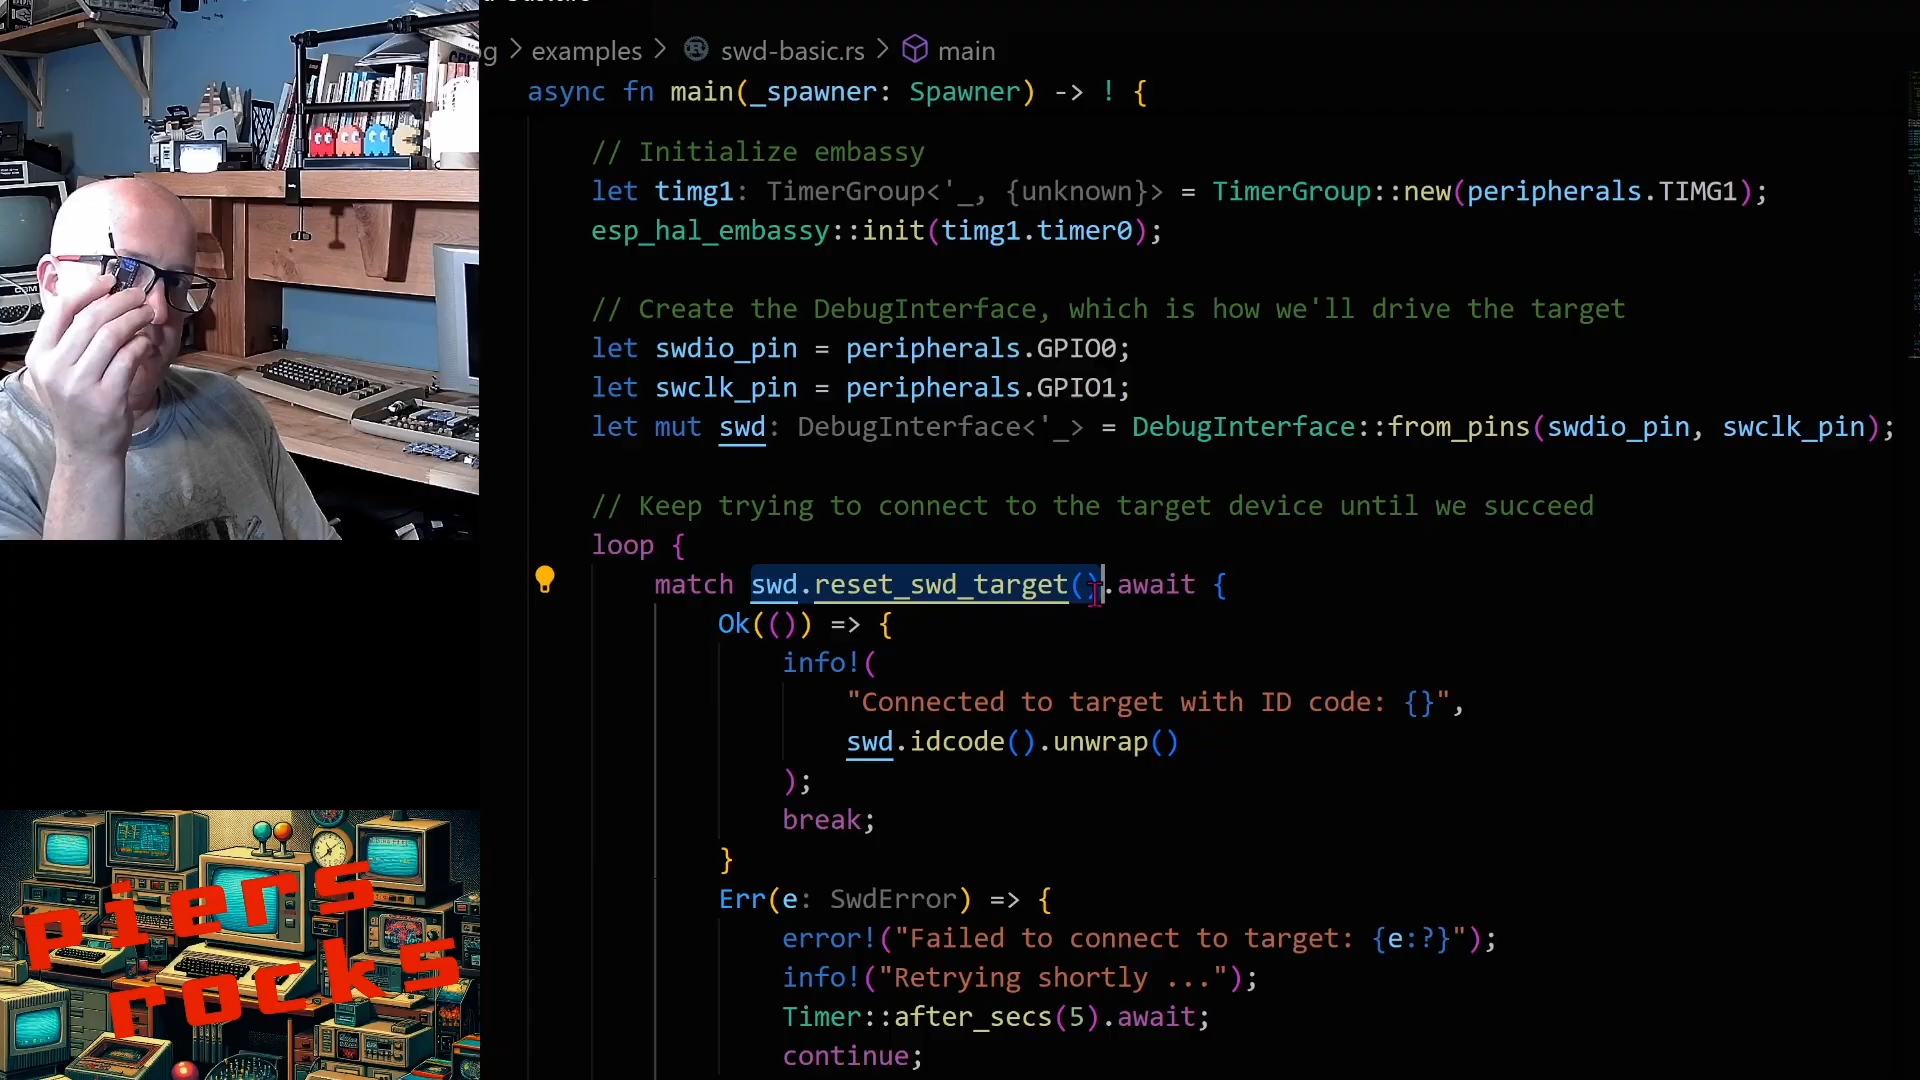 g > examples > swd-basic.rs > main
async fn main(_spawner: Spawner) -> ! {
// Initialize embassy
let timg1: TimerGroup<'_, {unknown}> = TimerGroup::new(peripherals.TIMG1);
esp_hal_embassy::init(timg1.timer0);
// Create the DebugInterface, which is how we'll drive the target
let swdio_pin = peripherals.GPIO0;
let swclk_pin = peripherals.GPIO1;
let mut swd: DebugInterface<'_> = DebugInterface::from_pins(swdio_pin, swclk_pin);
// Keep trying to connect to the target device until we succeed
loop {
match swd.reset_swd_target().await {
Ok(()) => {
info!(
"Connected to target with ID code: {}",
swd.idcode().unwrap()
);
break;
}
Err(e: SwdError) => {
error!("Failed to connect to target: {e:?}");
info!("Retrying shortly ...");
Timer::after_secs(5).await;
continue;
piers
rocks